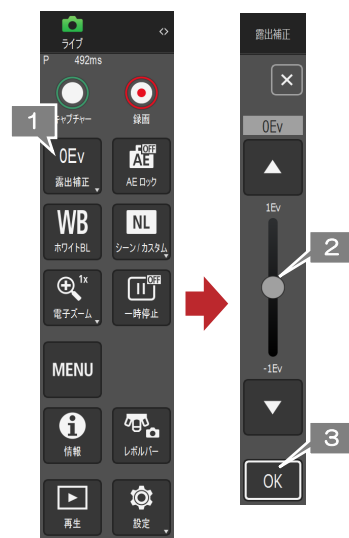 ライブ
P 492ms
キャプチャー
録画
1
0Ev
露出補正
OFF
AE
AE ロック
WB
ホワイトBL
NL
シーン/カスタム
1x
電子ズーム
OFF
一時停止
MENU
情報
レボルバー
再生
設定
露出補正
0Ev
1Ev
2
-1Ev
3
OK